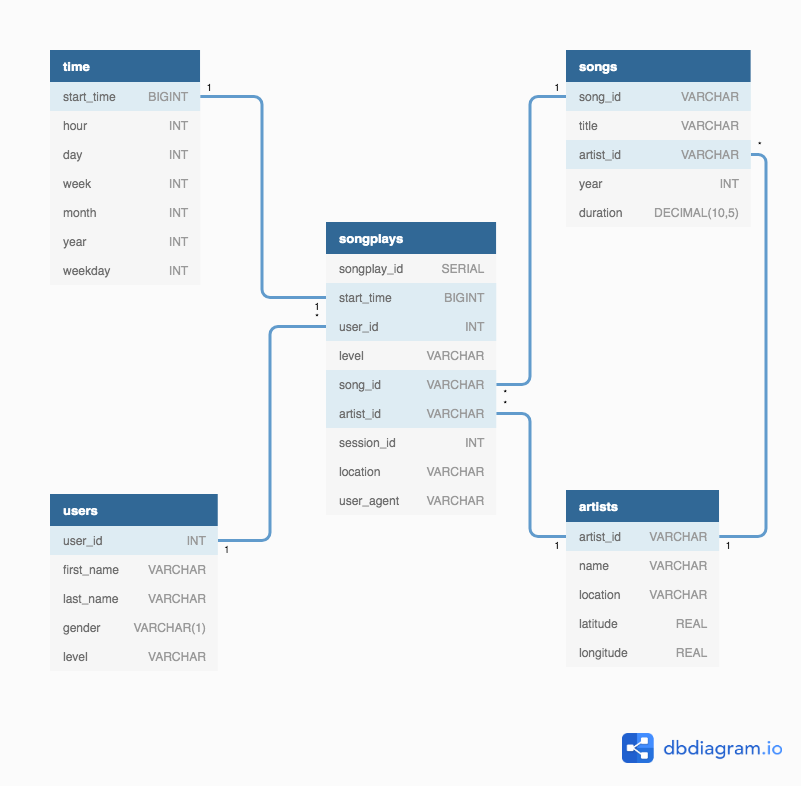 time
start_time BIGINT
hour INT
day INT
week INT
month INT
year INT
weekday INT
1
songs
song_id VARCHAR
title VARCHAR
artist_id VARCHAR
year INT
duration DECIMAL(10,5)
1
*
songplays
songplay_id SERIAL
start_time BIGINT
user_id INT
level VARCHAR
song_id VARCHAR
artist_id VARCHAR
session_id INT
location VARCHAR
user_agent VARCHAR
1
*
*
*
users
user_id INT
first_name VARCHAR
last_name VARCHAR
gender VARCHAR(1)
level VARCHAR
1
artists
artist_id VARCHAR
name VARCHAR
location VARCHAR
latitude REAL
longitude REAL
1
1
dbdiagram.io